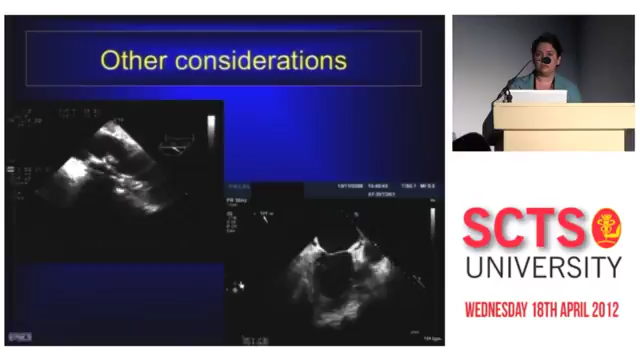 Other considerations
SCTS
UNIVERSITY
WEDNESDAY 18TH APRIL 2012